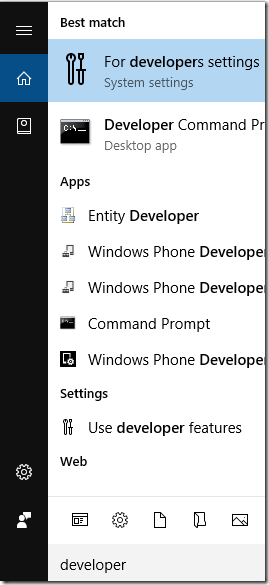 Best match
For developers settings
System settings
Developer Command Pr
Desktop app
Apps
Entity Developer
Windows Phone Developer
Windows Phone Developer
Command Prompt
Windows Phone Developer
Settings
Use developer features
Web
developer